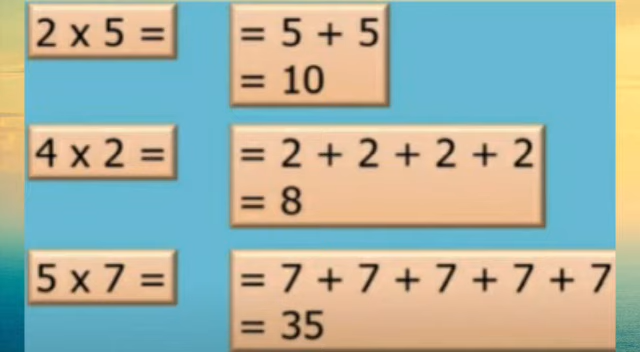 2 x 5 = = 5 + 5
= 10
4 x 2 = = 2 + 2 + 2 + 2
= 8
5 x 7 = = 7 + 7 + 7 + 7 + 7
= 35